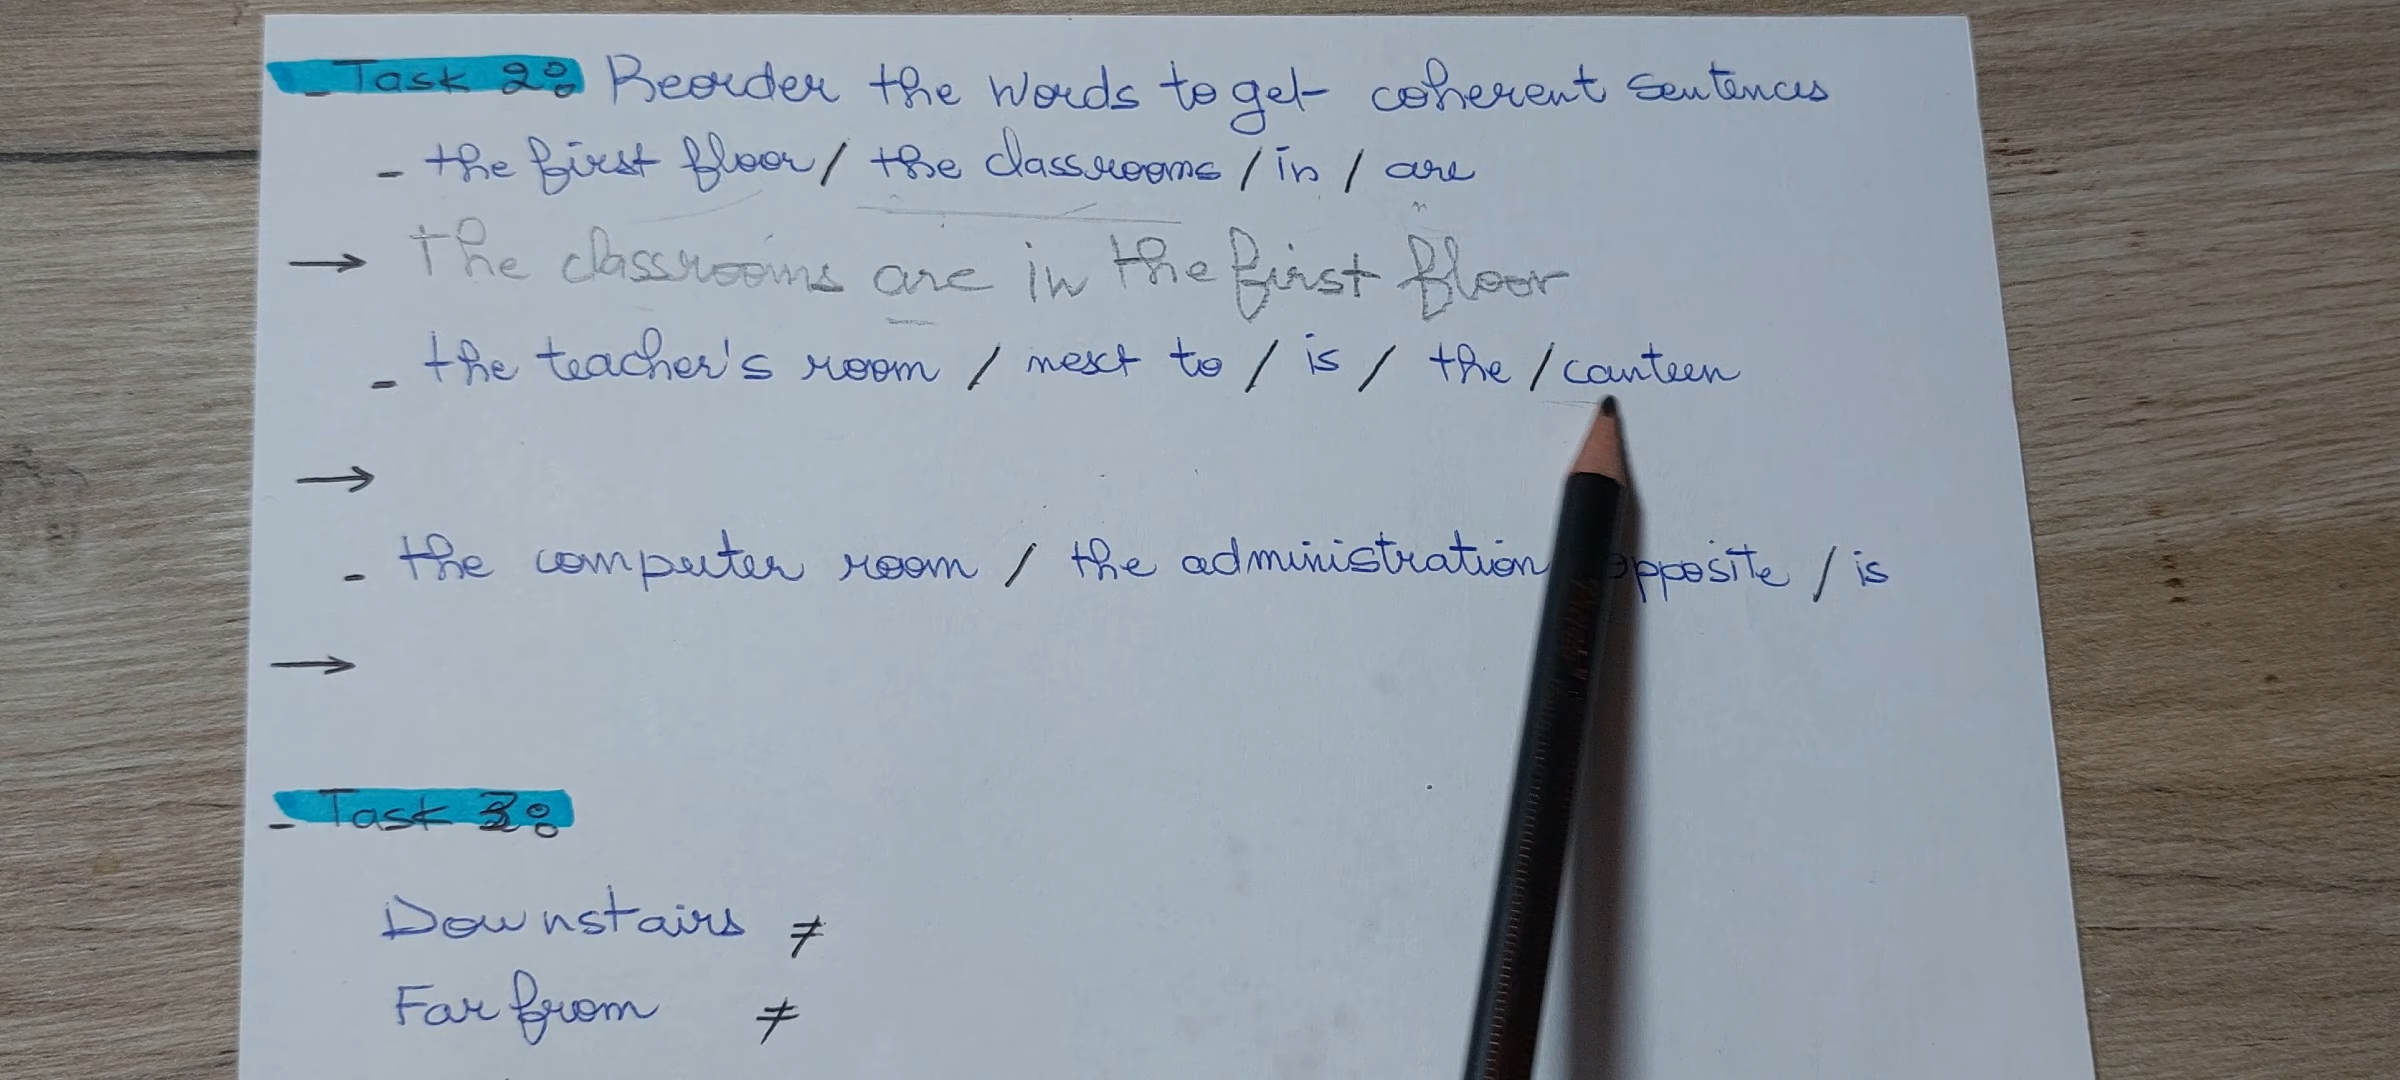 - Task 2: Reorder the words to get coherent sentences
- the first floor / the classrooms / in / are
→ The classrooms are in the first floor
- the teacher's room / next to / is / the / canteen
→
- the computer room / the administration opposite / is
→
- Task 3:
Downstairs ≠
Far from ≠